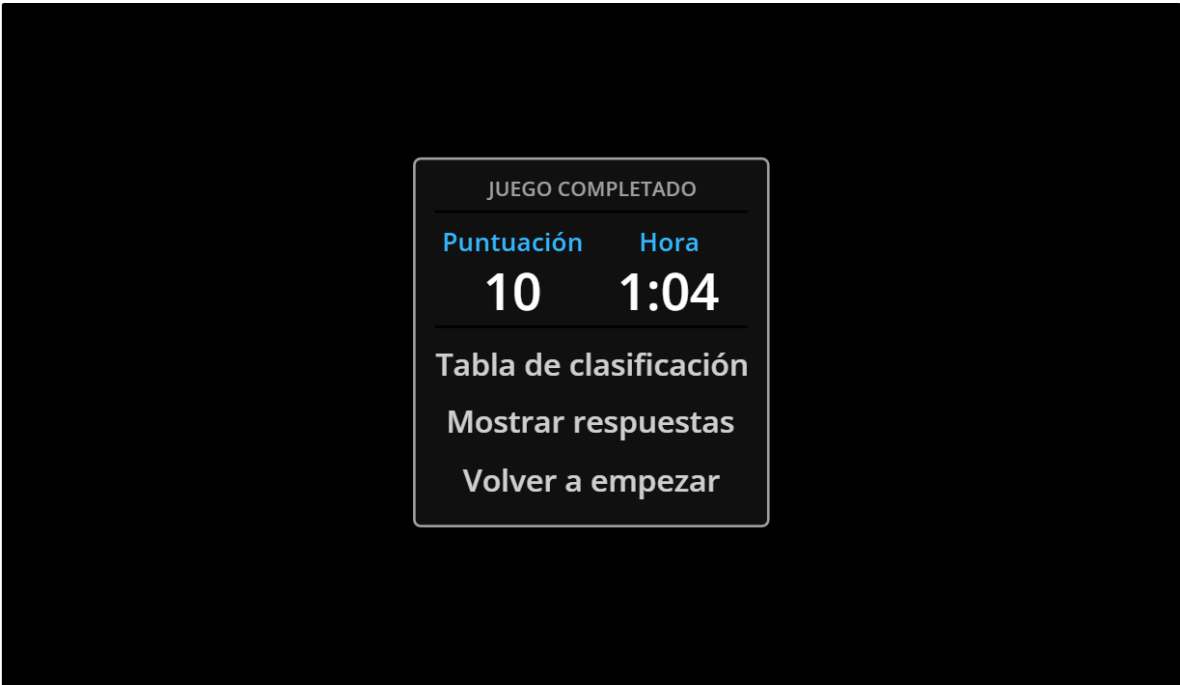 JUEGO COMPLETADO
Puntuación Hora
10 1:04
Tabla de clasificación
Mostrar respuestas
Volver a empezar